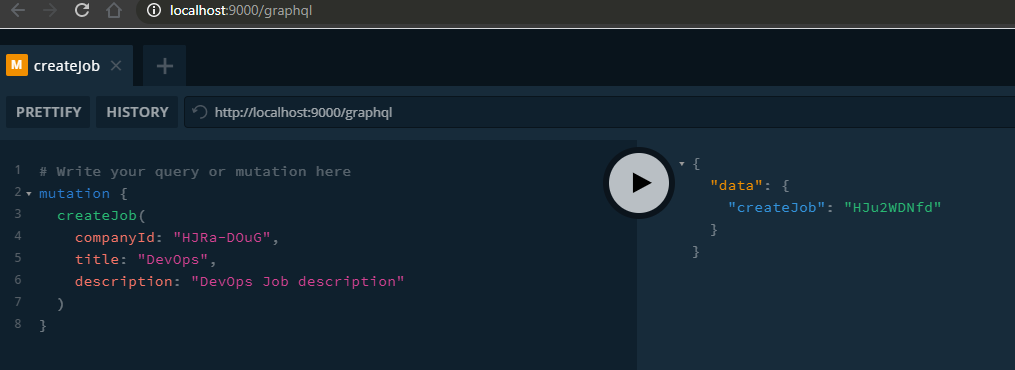 localhost:9000/graphql
M createJob
PRETTIFY HISTORY http://localhost:9000/graphql
1 # Write your query or mutation here
2 mutation {
3 createJob(
4 companyId: "HJRa-DOuG",
5 title: "DevOps",
6 description: "DevOps Job description"
7 )
8 }
{
"data": {
"createJob": "HJu2WDNfd"
}
}